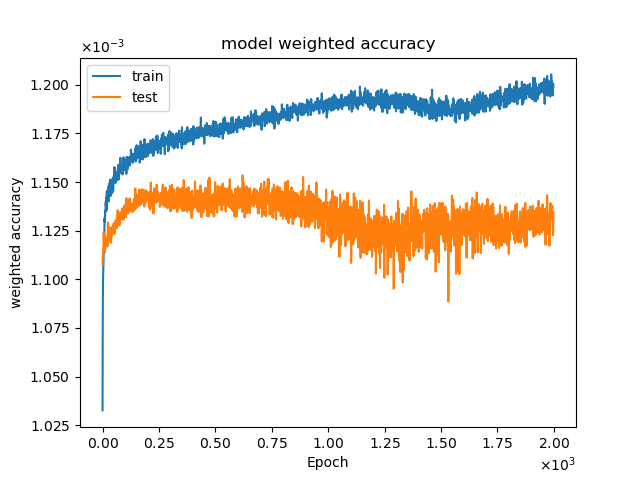 model weighted accuracy
×10⁻³
train
test
1.200
1.175
1.150
1.125
1.100
1.075
1.050
1.025
weighted accuracy
0.00 0.25 0.50 0.75 1.00 1.25 1.50 1.75 2.00
Epoch
×10³